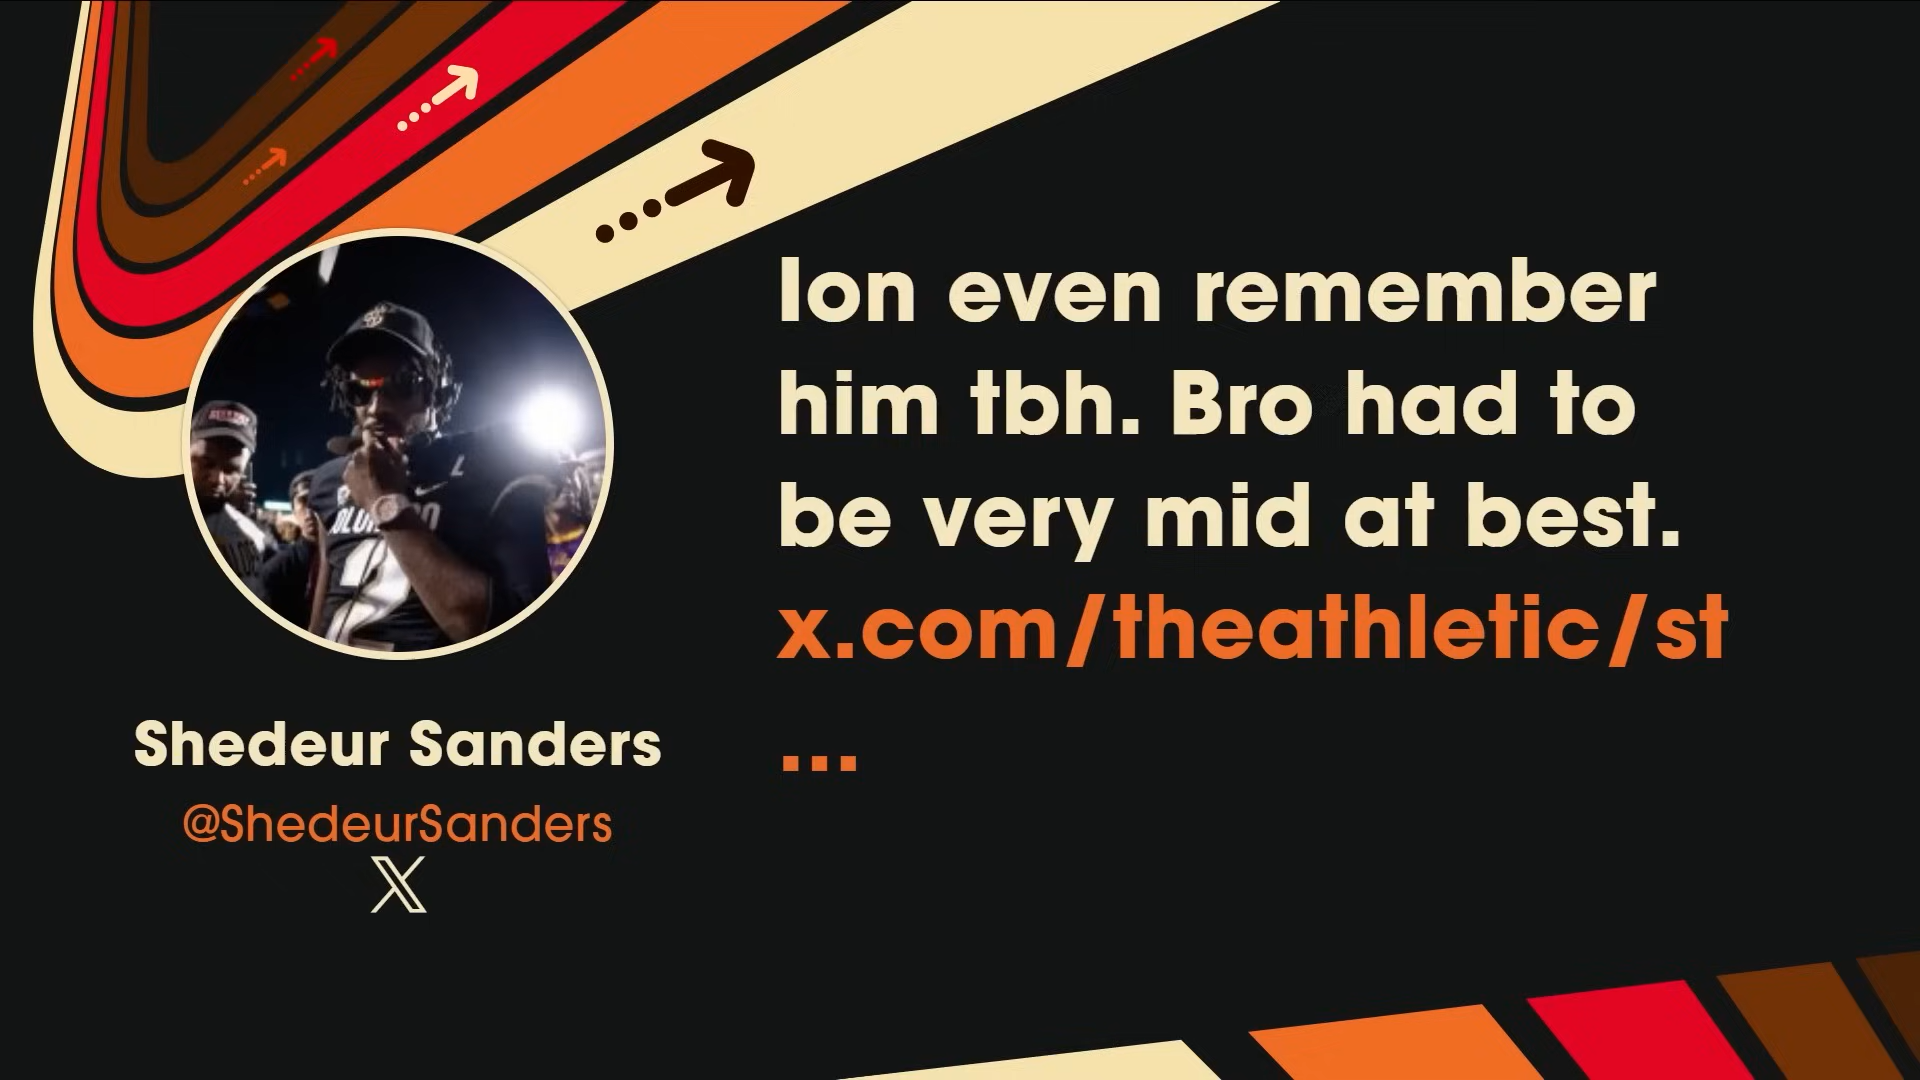 Ion even remember
him tbh. Bro had to
be very mid at best.
x.com/theathletic/st
...
Shedeur Sanders
@ShedeurSanders
X